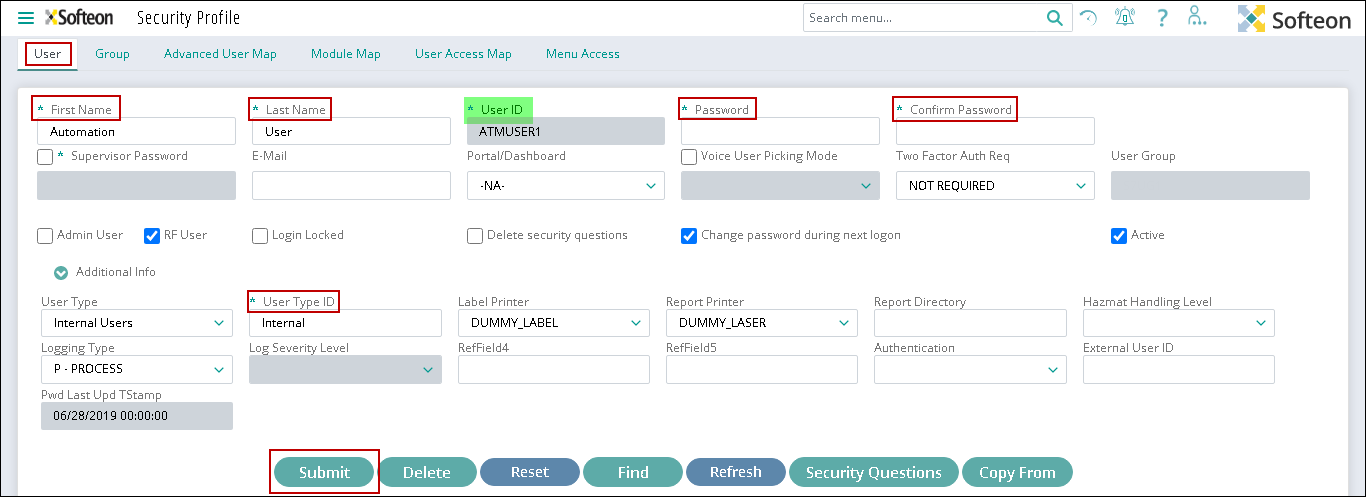 Softeon Security Profile Search menu... ? Softeon
User Group Advanced User Map Module Map User Access Map Menu Access
* First Name * Last Name * User ID * Password * Confirm Password
Automation User ATMUSER1
* Supervisor Password E-Mail Portal/Dashboard Voice User Picking Mode Two Factor Auth Req User Group
-NA- NOT REQUIRED
Admin User RF User Login Locked Delete security questions Change password during next logon Active
Additional Info
User Type * User Type ID Label Printer Report Printer Report Directory Hazmat Handling Level
Internal Users Internal DUMMY_LABEL DUMMY_LASER
Logging Type Log Severity Level RefField4 RefField5 Authentication External User ID
P - PROCESS
Pwd Last Upd TStamp
06/28/2019 00:00:00
Submit Delete Reset Find Refresh Security Questions Copy From